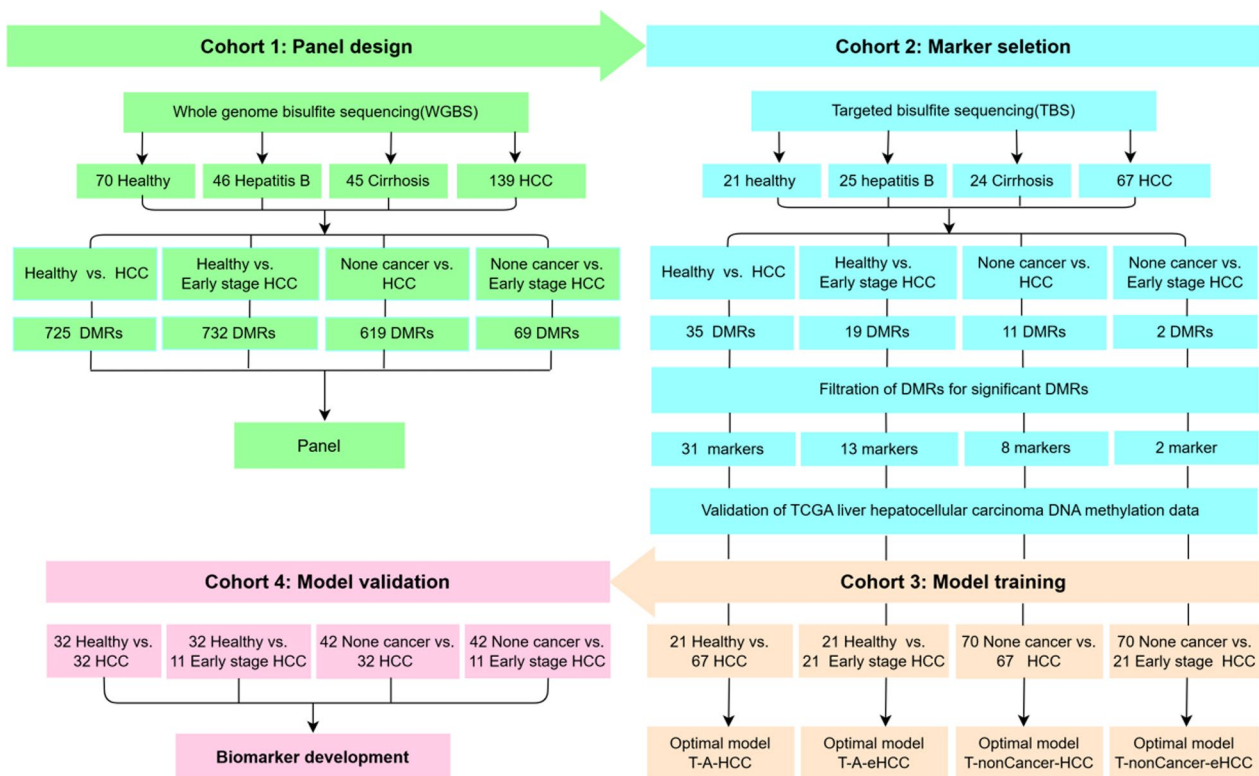 Cohort 1: Panel design
Whole genome bisulfite sequencing(WGBS)
70 Healthy
46 Hepatitis B
45 Cirrhosis
139 HCC
Healthy vs. HCC
Healthy vs.
Early stage HCC
None cancer vs.
HCC
None cancer vs.
Early stage HCC
725 DMRs
732 DMRs
619 DMRs
69 DMRs
Panel
Cohort 2: Marker seletion
Targeted bisulfite sequencing(TBS)
21 healthy
25 hepatitis B
24 Cirrhosis
67 HCC
Healthy vs. HCC
Healthy vs.
Early stage HCC
None cancer vs.
HCC
None cancer vs.
Early stage HCC
35 DMRs
19 DMRs
11 DMRs
2 DMRs
Filtration of DMRs for significant DMRs
31 markers
13 markers
8 markers
2 marker
Validation of TCGA liver hepatocellular carcinoma DNA methylation data
Cohort 3: Model training
21 Healthy vs.
67 HCC
21 Healthy vs.
21 Early stage HCC
70 None cancer vs.
67 HCC
70 None cancer vs.
21 Early stage HCC
Optimal model
T-A-HCC
Optimal model
T-A-eHCC
Optimal model
T-nonCancer-HCC
Optimal model
T-nonCancer-eHCC
Cohort 4: Model validation
32 Healthy vs.
32 HCC
32 Healthy vs.
11 Early stage HCC
42 None cancer vs.
32 HCC
42 None cancer vs.
11 Early stage HCC
Biomarker development